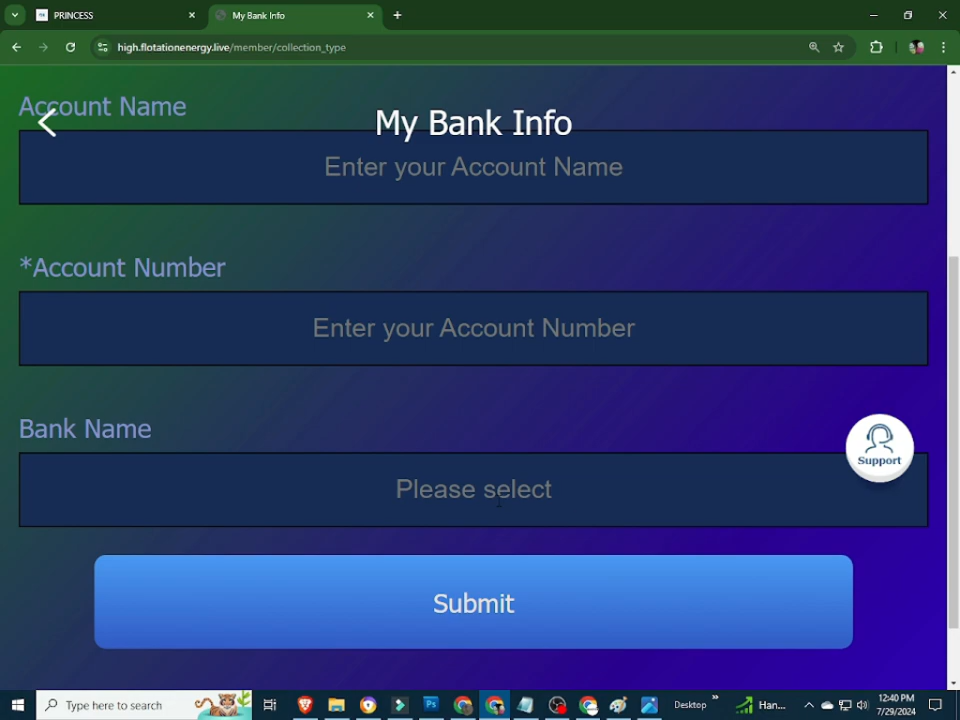 PRINCESS
My Bank Info
high.flotationenergy.live/member/collection_type
Account Name
My Bank Info
Enter your Account Name
*Account Number
Enter your Account Number
Bank Name
Support
Please select
Submit
Type here to search
Desktop
Han...
12:40 PM
7/29/2024